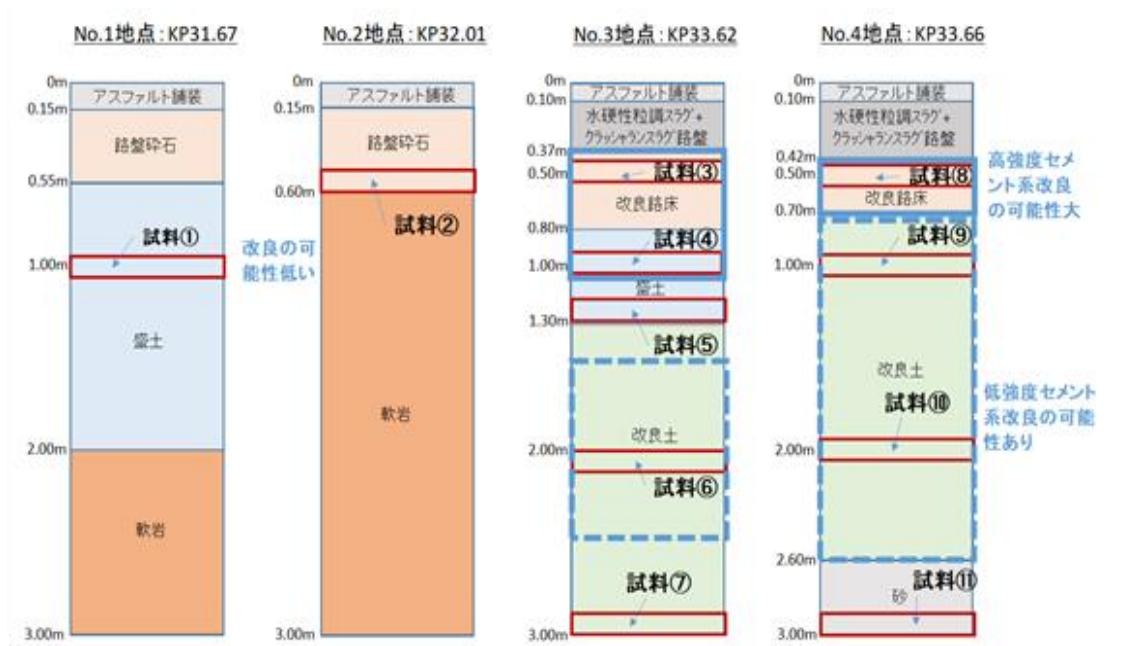 No.1地点:KP31.67
0m
アスファルト舗装
0.15m
路盤砕石
0.55m
試料①
1.00m
盛土
2.00m
軟岩
3.00m
改良の可
能性低い
No.2地点:KP32.01
0m
アスファルト舗装
0.15m
路盤砕石
0.60m
試料②
軟岩
3.00m
No.3地点:KP33.62
0m
アスファルト舗装
0.10m
水硬性粒調スラグ+
クラッシャランスラグ路盤
0.37m
試料③
0.50m
改良路床
0.80m
試料④
1.00m
盛土
1.30m
試料⑤
改良土
2.00m
試料⑥
試料⑦
3.00m
No.4地点:KP33.66
0m
アスファルト舗装
0.10m
水硬性粒調スラグ+
クラッシャランスラグ路盤
0.42m
試料⑧
0.50m
改良路床
0.70m
試料⑨
1.00m
改良土
試料⑩
2.00m
2.60m
試料⑪
砂
3.00m
高強度セメ
ント系改良
の可能性大
低強度セメント
系改良の可能
性あり